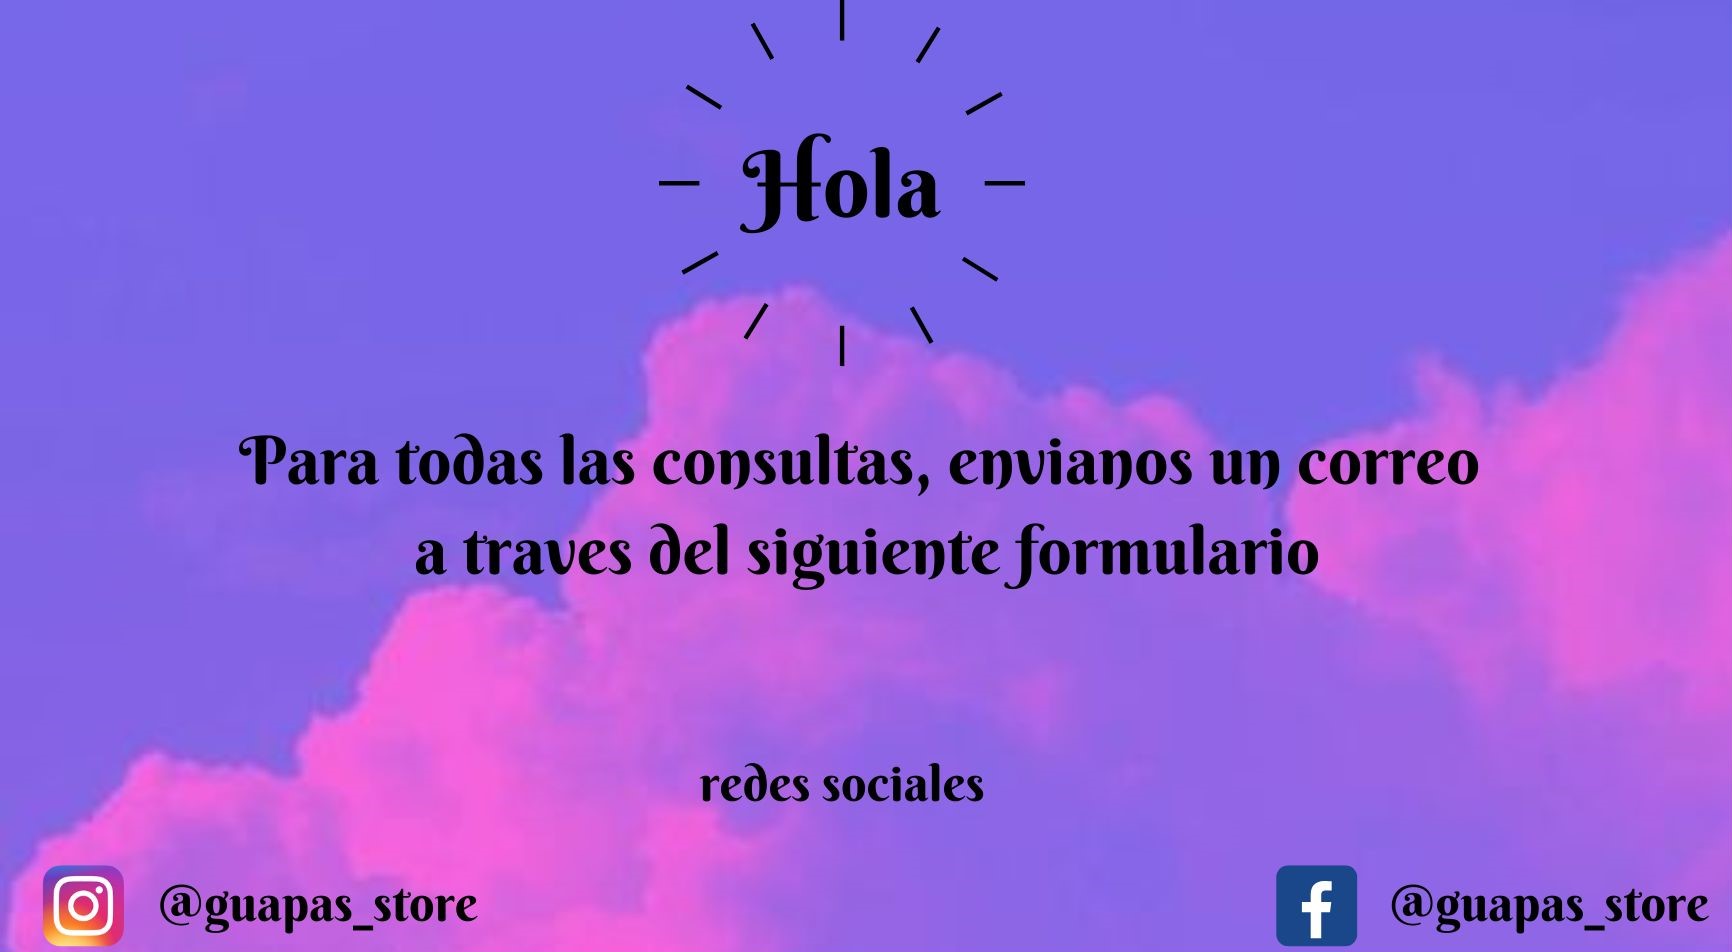 Hola
Para todas las consultas, envianos un correo
a traves del siguiente formulario
redes sociales
@guapas_store
@guapas_store